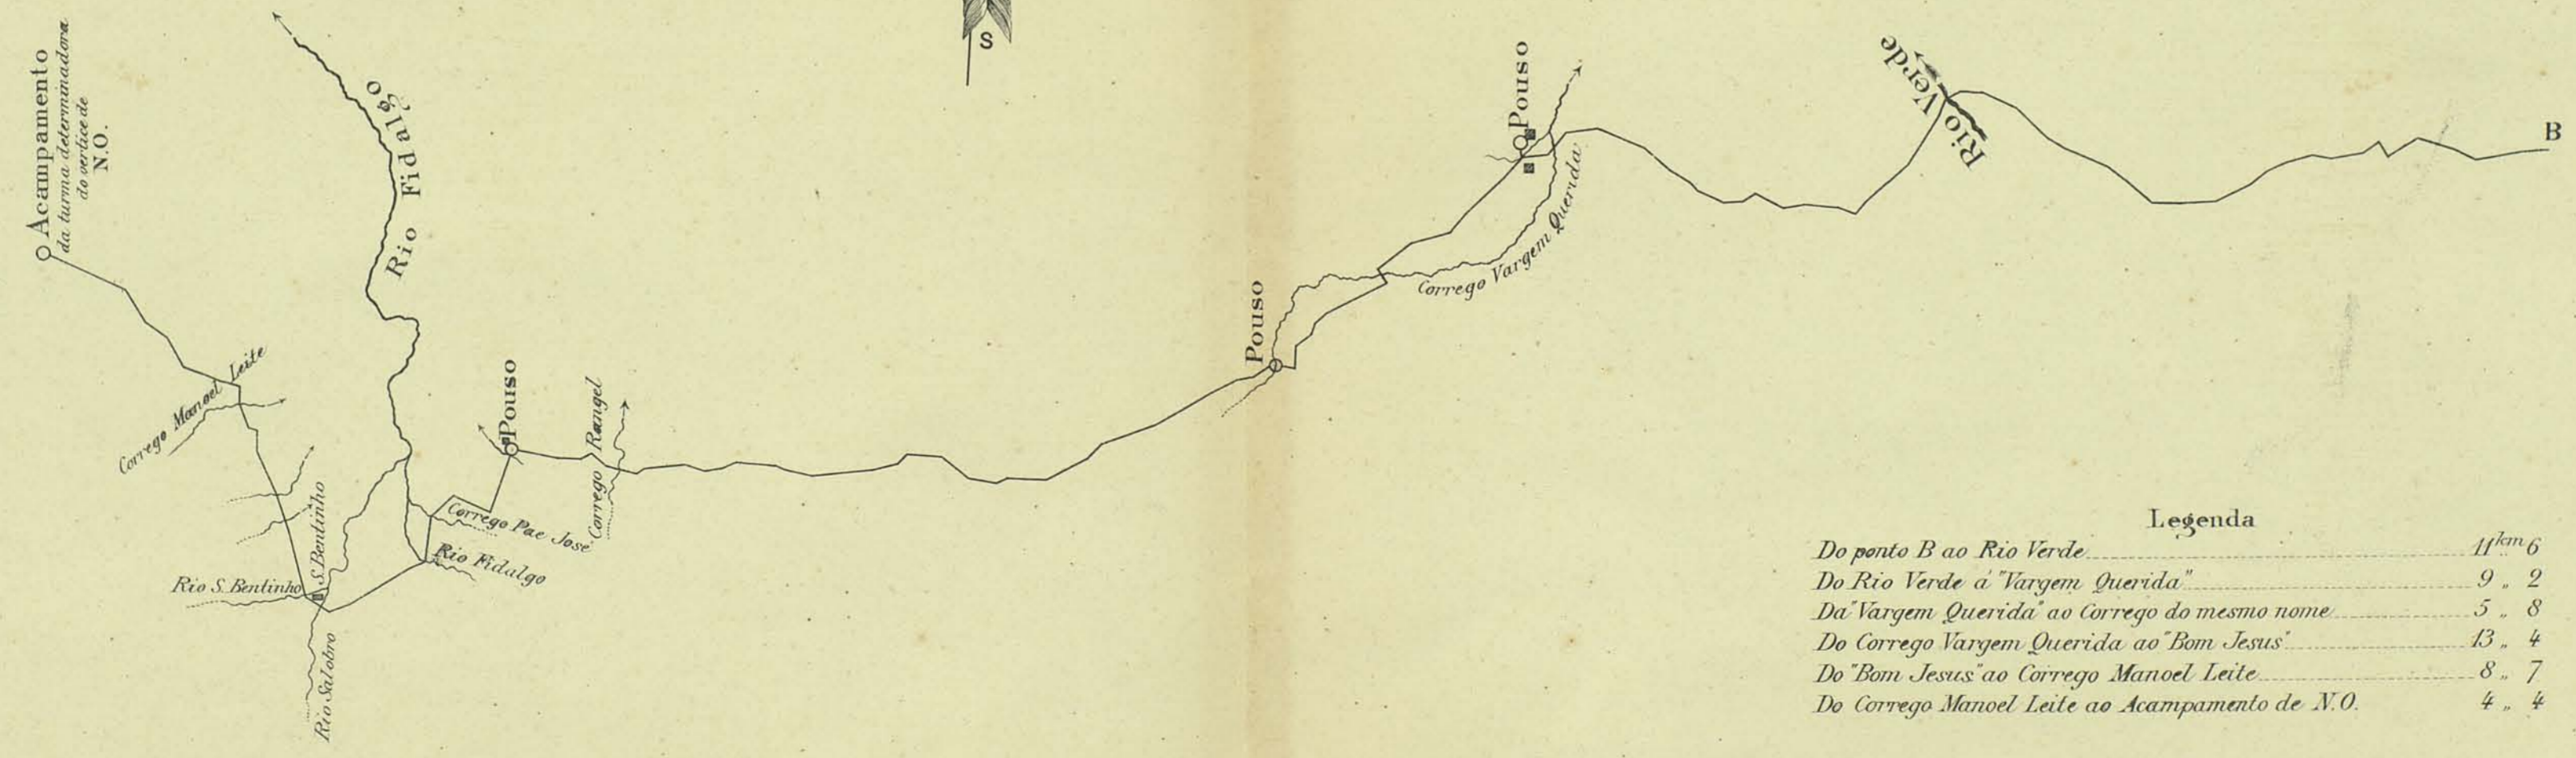 S
Acampamento
da turma determinadora
do vertice de
N.O.
Rio Fidalgo
Pouso
Rio Verde
B
Corrego Vargem Querida
Pouso
Corrego Manoel Leite
Pouso
Corrego Rangel
S. Bentinho
Corrego Pae José
Rio Fidalgo
Rio S. Bentinho
Rio Salobro
Legenda
Do ponto B ao Rio Verde 11km 6
Do Rio Verde á "Vargem Querida" 9 „ 2
Da "Vargem Querida" ao Corrego do mesmo nome 5 „ 8
Do Corrego Vargem Querida ao "Bom Jesus" 13 „ 4
Do "Bom Jesus" ao Corrego Manoel Leite 8 „ 7
Do Corrego Manoel Leite ao Acampamento de N.O. 4 „ 4